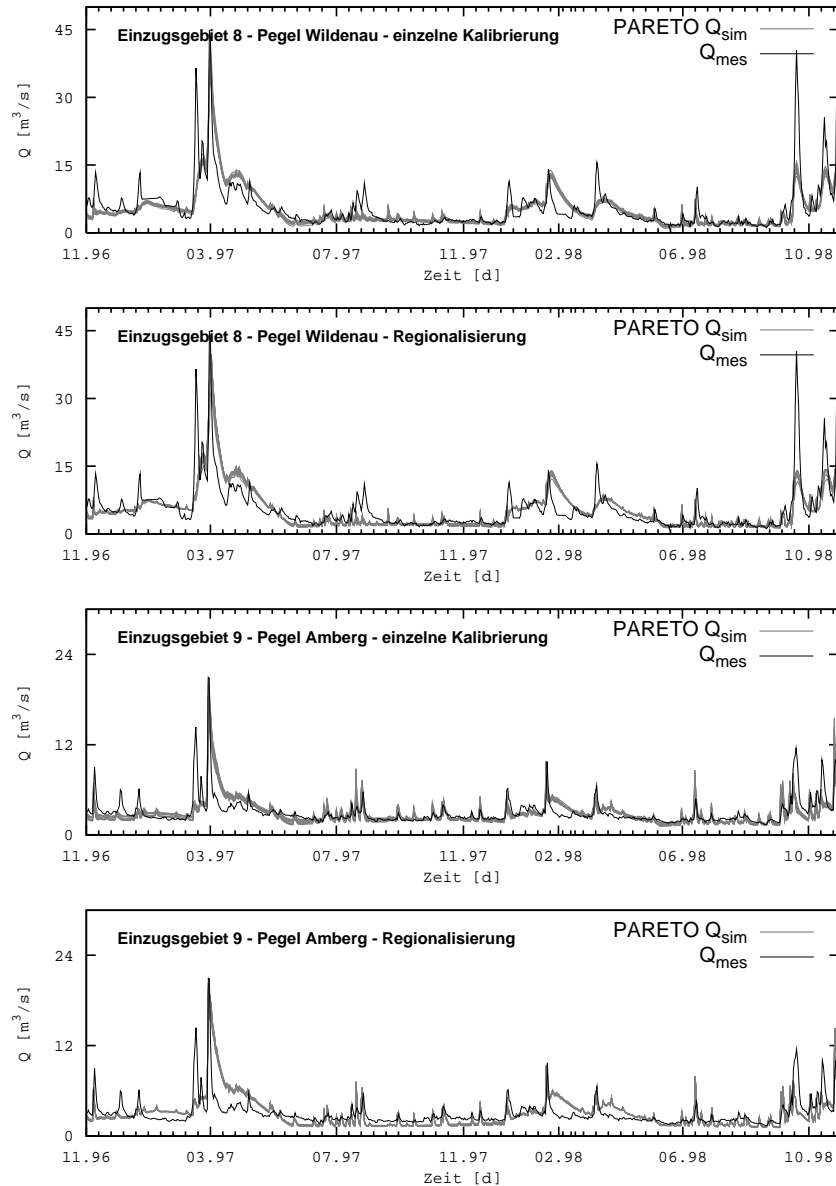 45
30
15
0
Q [m³/s]
Einzugsgebiet 8 - Pegel Wildenau - einzelne Kalibrierung
PARETO Qsim
Qmes
11.96 03.97 07.97 11.97 02.98 06.98 10.98
Zeit [d]
45
30
15
0
Q [m³/s]
Einzugsgebiet 8 - Pegel Wildenau - Regionalisierung
PARETO Qsim
Qmes
11.96 03.97 07.97 11.97 02.98 06.98 10.98
Zeit [d]
24
12
0
Q [m³/s]
Einzugsgebiet 9 - Pegel Amberg - einzelne Kalibrierung
PARETO Qsim
Qmes
11.96 03.97 07.97 11.97 02.98 06.98 10.98
Zeit [d]
24
12
0
Q [m³/s]
Einzugsgebiet 9 - Pegel Amberg - Regionalisierung
PARETO Qsim
Qmes
11.96 03.97 07.97 11.97 02.98 06.98 10.98
Zeit [d]